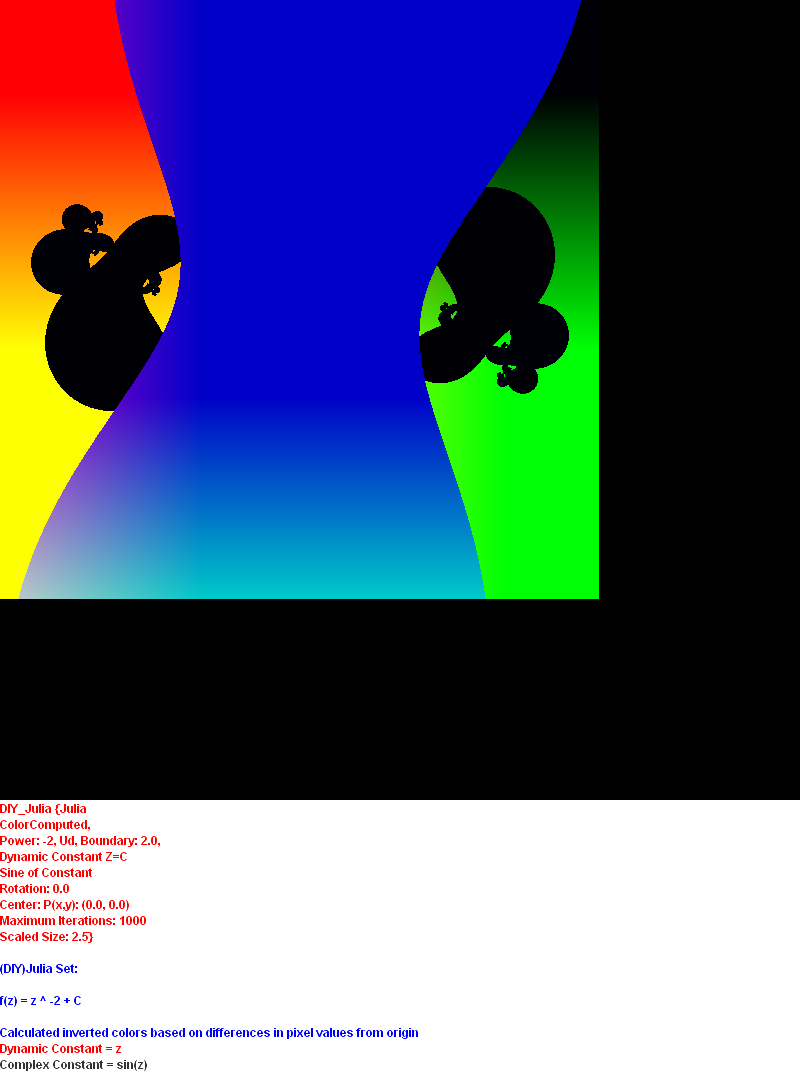 DIY_Julia {Julia
ColorComputed,
Power: -2, Ud, Boundary: 2.0,
Dynamic Constant Z=C
Sine of Constant
Rotation: 0.0
Center: P(x,y): (0.0, 0.0)
Maximum Iterations: 1000
Scaled Size: 2.5}
(DIY)Julia Set:
f(z) = z ^ -2 + C
Calculated inverted colors based on differences in pixel values from origin
Dynamic Constant = z
Complex Constant = sin(z)